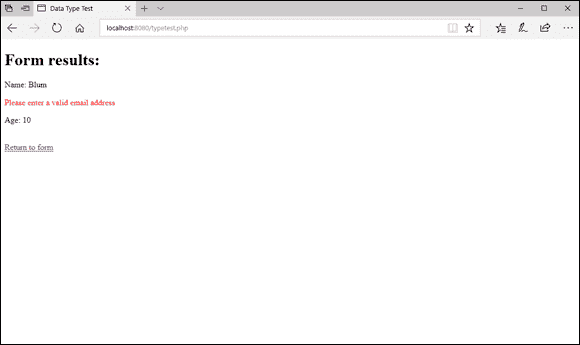 Data Type Test
localhost:8080/typetest.php
Form results:
Name: Blum
Please enter a valid email address
Age: 10
Return to form